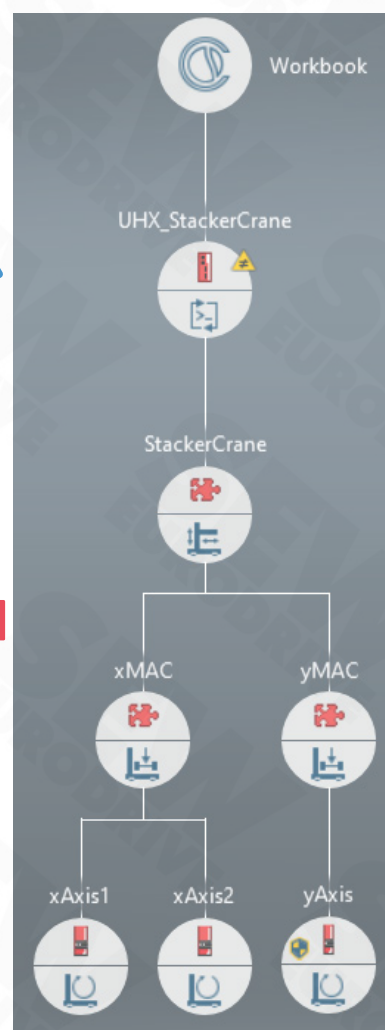 Workbook
UHX_StackerCrane
StackerCrane
xMAC yMAC
xAxis1 xAxis2 yAxis